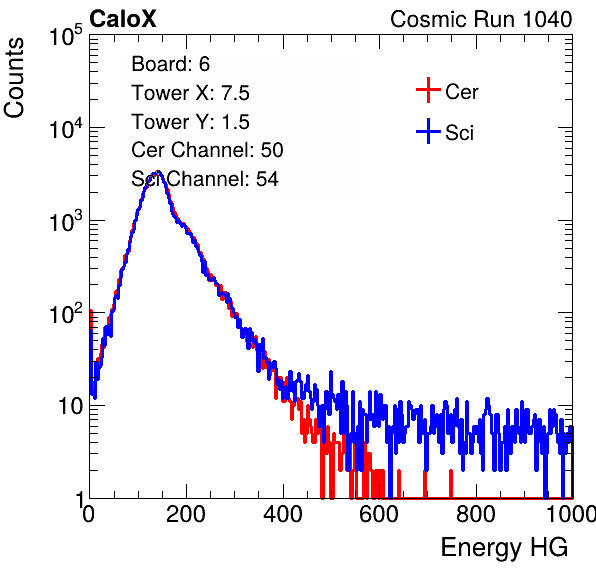 CaloX
Cosmic Run 1040
Counts
Board: 6
Tower X: 7.5
Tower Y: 1.5
Cer Channel: 50
Sci Channel: 54
Cer
Sci
10^5
10^4
10^3
10^2
10
1
0 200 400 600 800 1000
Energy HG